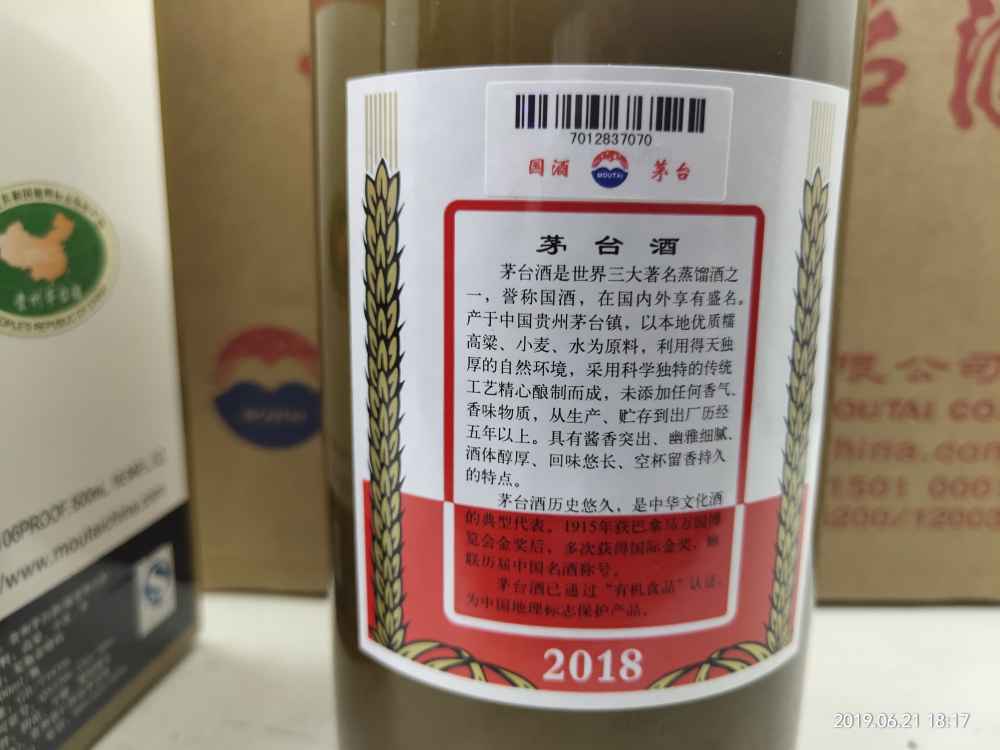 7012837070
国酒 MOUTAI 茅台
茅台酒
茅台酒是世界三大著名蒸馏酒之
一，誉称国酒，在国内外享有盛名。
产于中国贵州茅台镇，以本地优质糯
高粱、小麦、水为原料，利用得天独
厚的自然环境，采用科学独特的传统
工艺精心酿制而成，未添加任何香气、
香味物质，从生产、贮存到出厂历经
五年以上。具有酱香突出、幽雅细腻、
酒体醇厚、回味悠长、空杯留香持久
的特点。
茅台酒历史悠久，是中华文化酒
的典型代表。1915年获巴拿马万国博
览会金奖后，多次获得国际金奖，蝉
联历届中国名酒称号。
茅台酒已通过“有机食品”认证，
为中国地理标志保护产品。
2018
MOUTAI
106PROOF 500mL
/www.moutaichina.com
酒
限公司
MOUTAI CO
china.com
2019.06.21 18:17